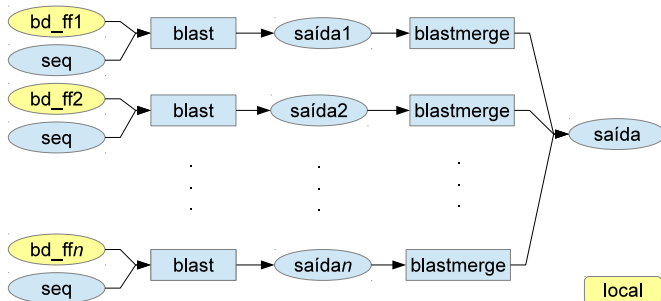 bd_ff1
seq
blast
saída1
blastmerge
bd_ff2
seq
blast
saída2
blastmerge
saída
. . .
. . .
. . .
bd_ffn
seq
blast
saídan
blastmerge
local